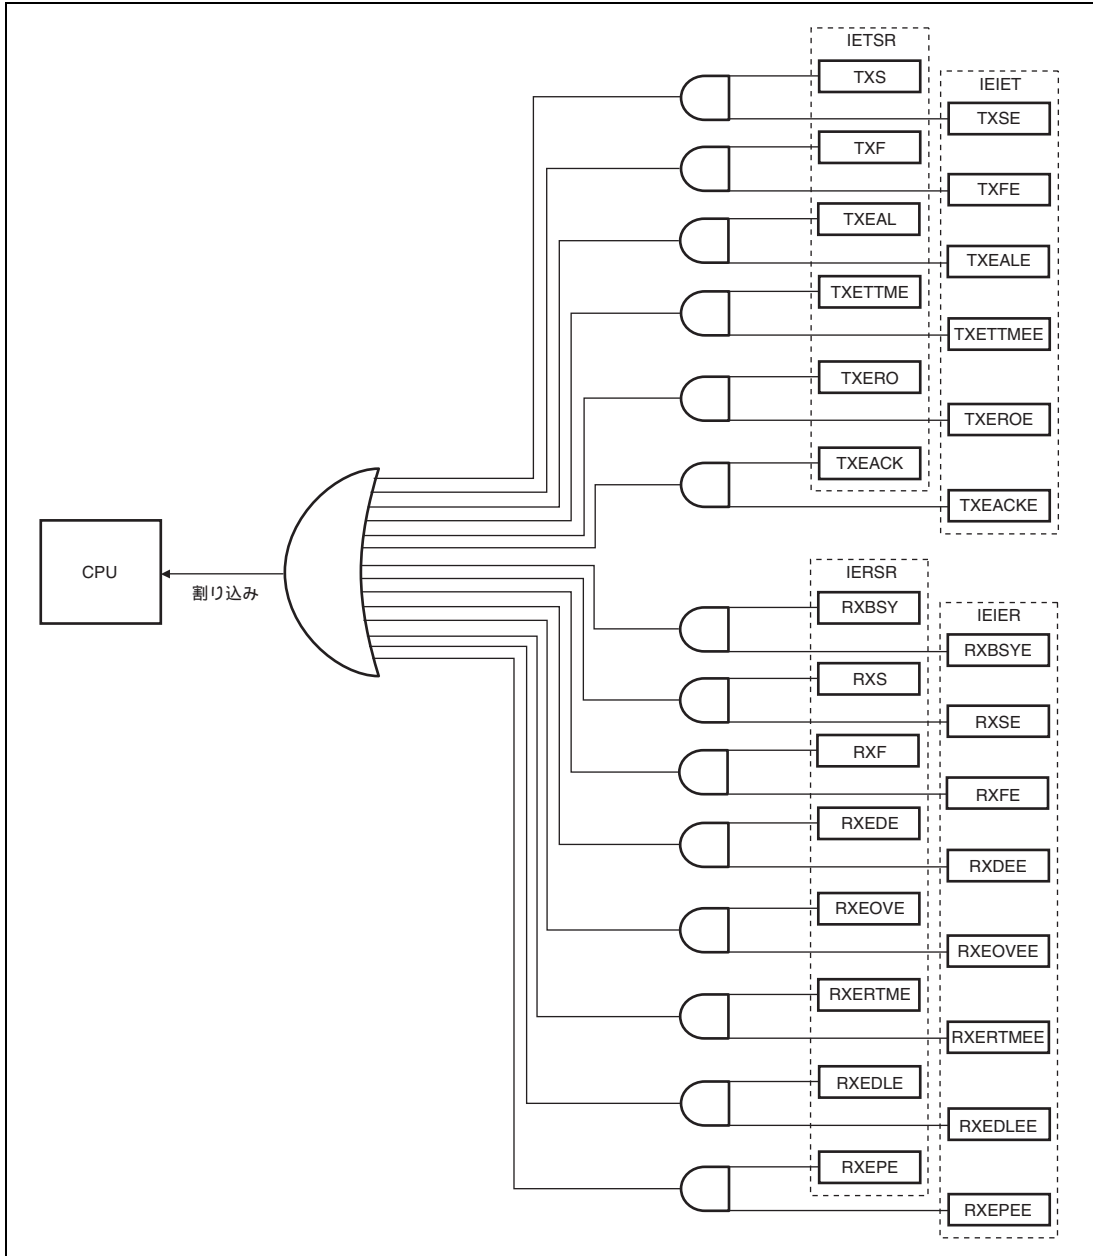 IETSR
TXS
IEIET
TXSE
TXF
TXFE
TXEAL
TXEALE
TXETTME
TXETTMEE
TXERO
TXEROE
TXEACK
TXEACKE
CPU
割り込み
IERSR
RXBSY
IEIER
RXBSYE
RXS
RXSE
RXF
RXFE
RXEDE
RXDEE
RXEOVE
RXEOVEE
RXERTME
RXERTMEE
RXEDLE
RXEDLEE
RXEPE
RXEPEE